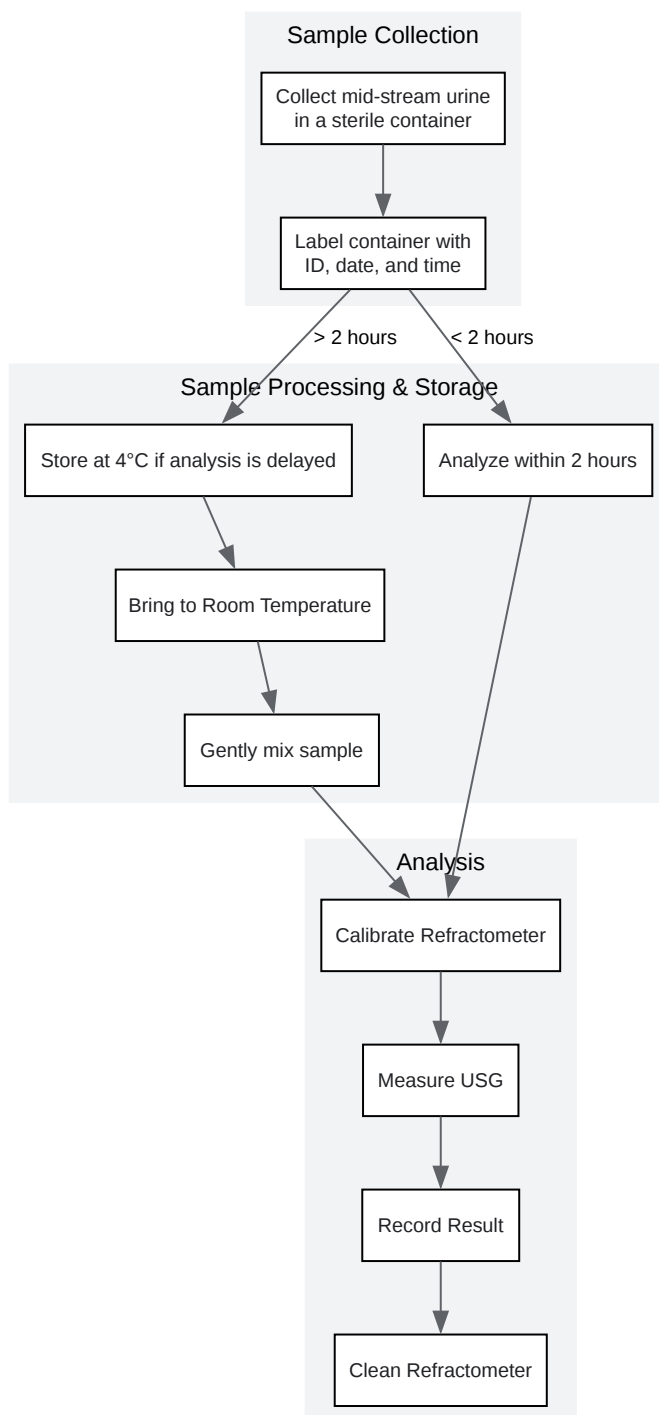 Sample Collection
Collect mid-stream urine
in a sterile container
Label container with
ID, date, and time
> 2 hours
< 2 hours
Sample Processing & Storage
Store at 4°C if analysis is delayed
Analyze within 2 hours
Bring to Room Temperature
Gently mix sample
Analysis
Calibrate Refractometer
Measure USG
Record Result
Clean Refractometer